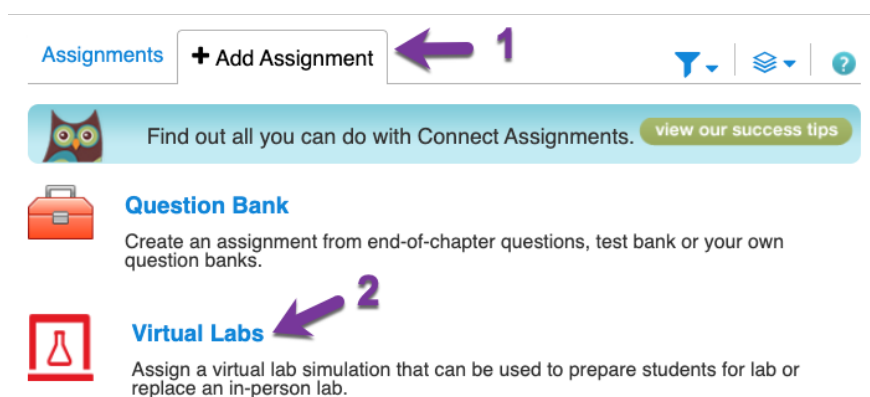 Assignments + Add Assignment 1
Find out all you can do with Connect Assignments. view our success tips
?
Question Bank
Create an assignment from end-of-chapter questions, test bank or your own
question banks.
2
Virtual Labs
Assign a virtual lab simulation that can be used to prepare students for lab or
replace an in-person lab.